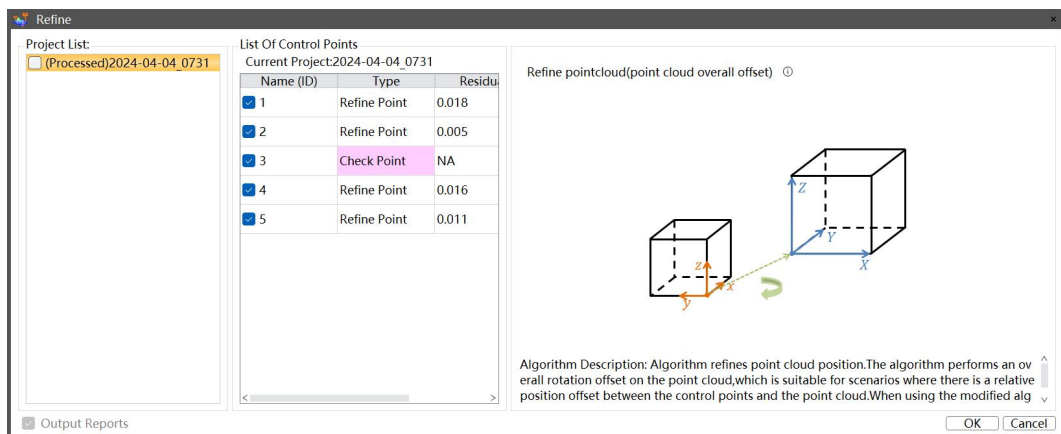 Refine
Project List:
(Processed)2024-04-04_0731
List Of Control Points
Current Project:2024-04-04_0731
Name (ID) Type Residua
1 Refine Point 0.018
2 Refine Point 0.005
3 Check Point NA
4 Refine Point 0.016
5 Refine Point 0.011
Refine pointcloud(point cloud overall offset)
Z
Y
X
z
x
y
Algorithm Description: Algorithm refines point cloud position.The algorithm performs an ov
erall rotation offset on the point cloud,which is suitable for scenarios where there is a relative
position offset between the control points and the point cloud.When using the modified alg
Output Reports
OK Cancel